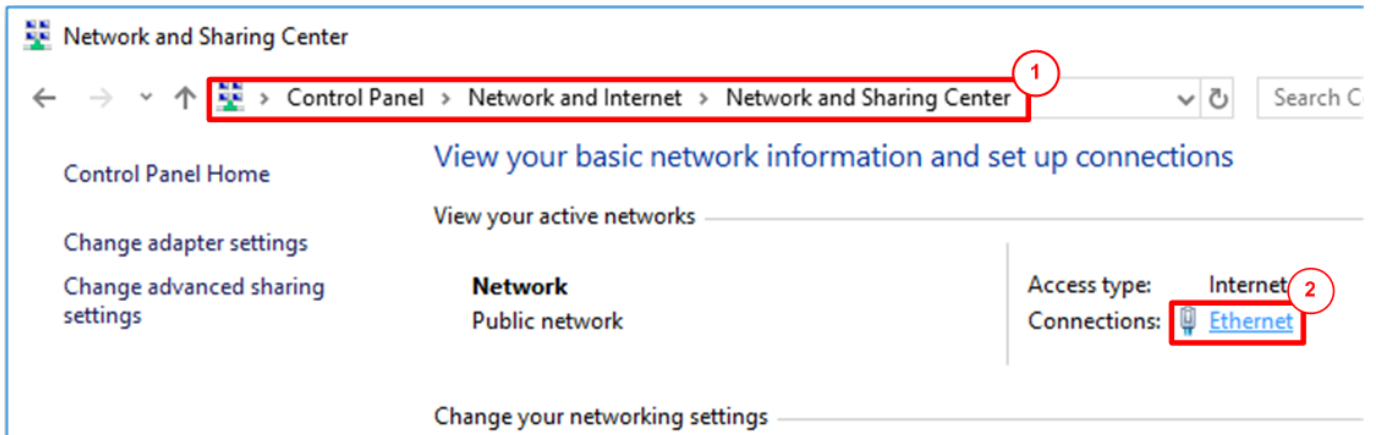 Network and Sharing Center
1
Control Panel > Network and Internet > Network and Sharing Center
Search C
Control Panel Home
Change adapter settings
Change advanced sharing
settings
View your basic network information and set up connections
View your active networks
Network
Public network
Access type: Internet
2
Connections: Ethernet
Change your networking settings